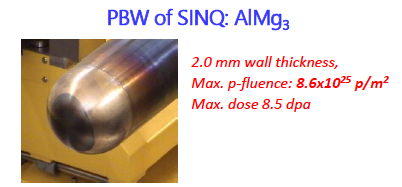 PBW of SINQ: AlMg₃
2.0 mm wall thickness,
Max. p-fluence: 8.6x10²⁵ p/m²
Max. dose 8.5 dpa